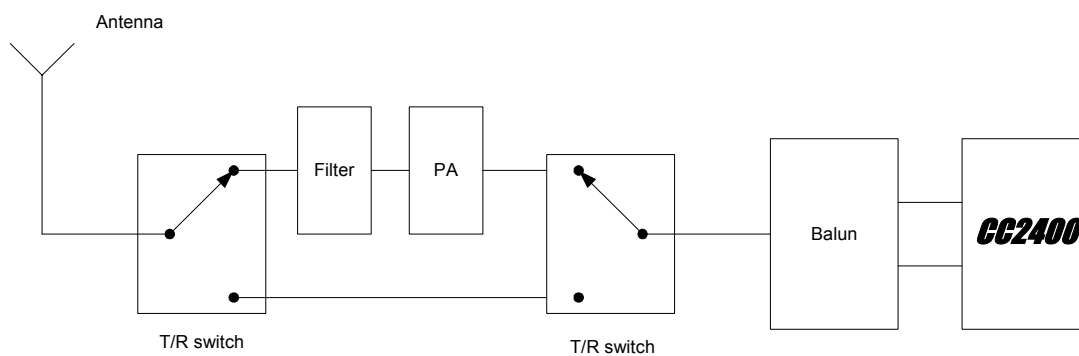 Antenna
Filter
PA
Balun
CC2400
T/R switch
T/R switch